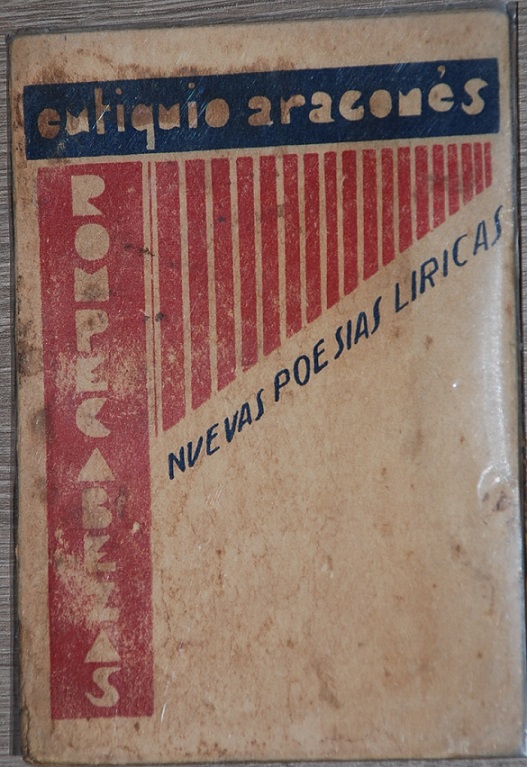 eutiquio aragonés
ROMPECABEZAS
NUEVAS POESIAS LIRICAS